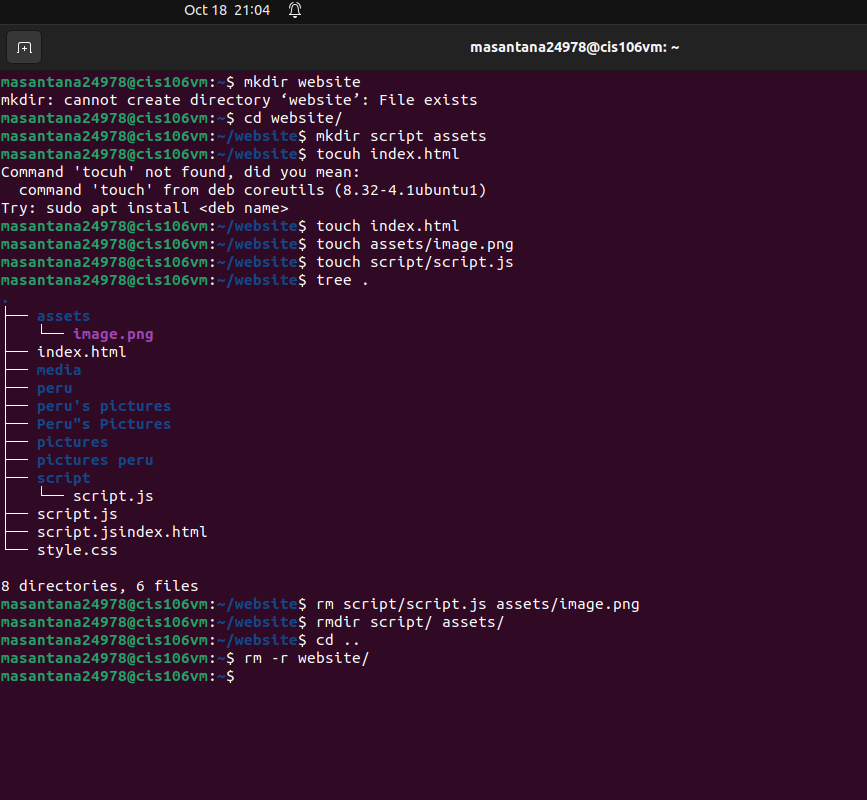 Oct 18 21:04
masantana24978@cis106vm: ~
masantana24978@cis106vm:~$ mkdir website
mkdir: cannot create directory ‘website’: File exists
masantana24978@cis106vm:~$ cd website/
masantana24978@cis106vm:~/website$ mkdir script assets
masantana24978@cis106vm:~/website$ tocuh index.html
Command 'tocuh' not found, did you mean:
  command 'touch' from deb coreutils (8.32-4.1ubuntu1)
Try: sudo apt install <deb name>
masantana24978@cis106vm:~/website$ touch index.html
masantana24978@cis106vm:~/website$ touch assets/image.png
masantana24978@cis106vm:~/website$ touch script/script.js
masantana24978@cis106vm:~/website$ tree .
.
├── assets
│   └── image.png
├── index.html
├── media
├── peru
├── peru's pictures
├── Peru"s Pictures
├── pictures
├── pictures peru
├── script
│   └── script.js
├── script.js
├── script.jsindex.html
└── style.css
8 directories, 6 files
masantana24978@cis106vm:~/website$ rm script/script.js assets/image.png
masantana24978@cis106vm:~/website$ rmdir script/ assets/
masantana24978@cis106vm:~/website$ cd ..
masantana24978@cis106vm:~$ rm -r website/
masantana24978@cis106vm:~$